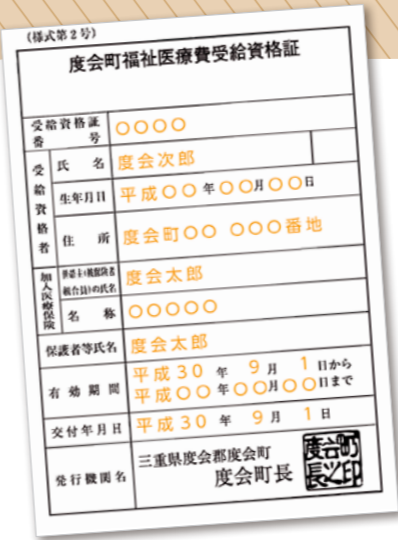 (様式第2号)
度会町福祉医療費受給資格証
受給資格証番号 ○○○○
受給資格者
氏名 度会次郎
生年月日 平成○○年○○月○○日
住所 度会町○○ ○○○番地
加入医療保険
世帯主(被保険者組合員)の氏名 度会太郎
名称 ○○○○○
保護者等氏名 度会太郎
有効期間 平成30年9月1日から
平成○○年○○月○○日まで
交付年月日 平成30年9月1日
発行機関名 三重県度会郡度会町
度会町長
度会町長之印